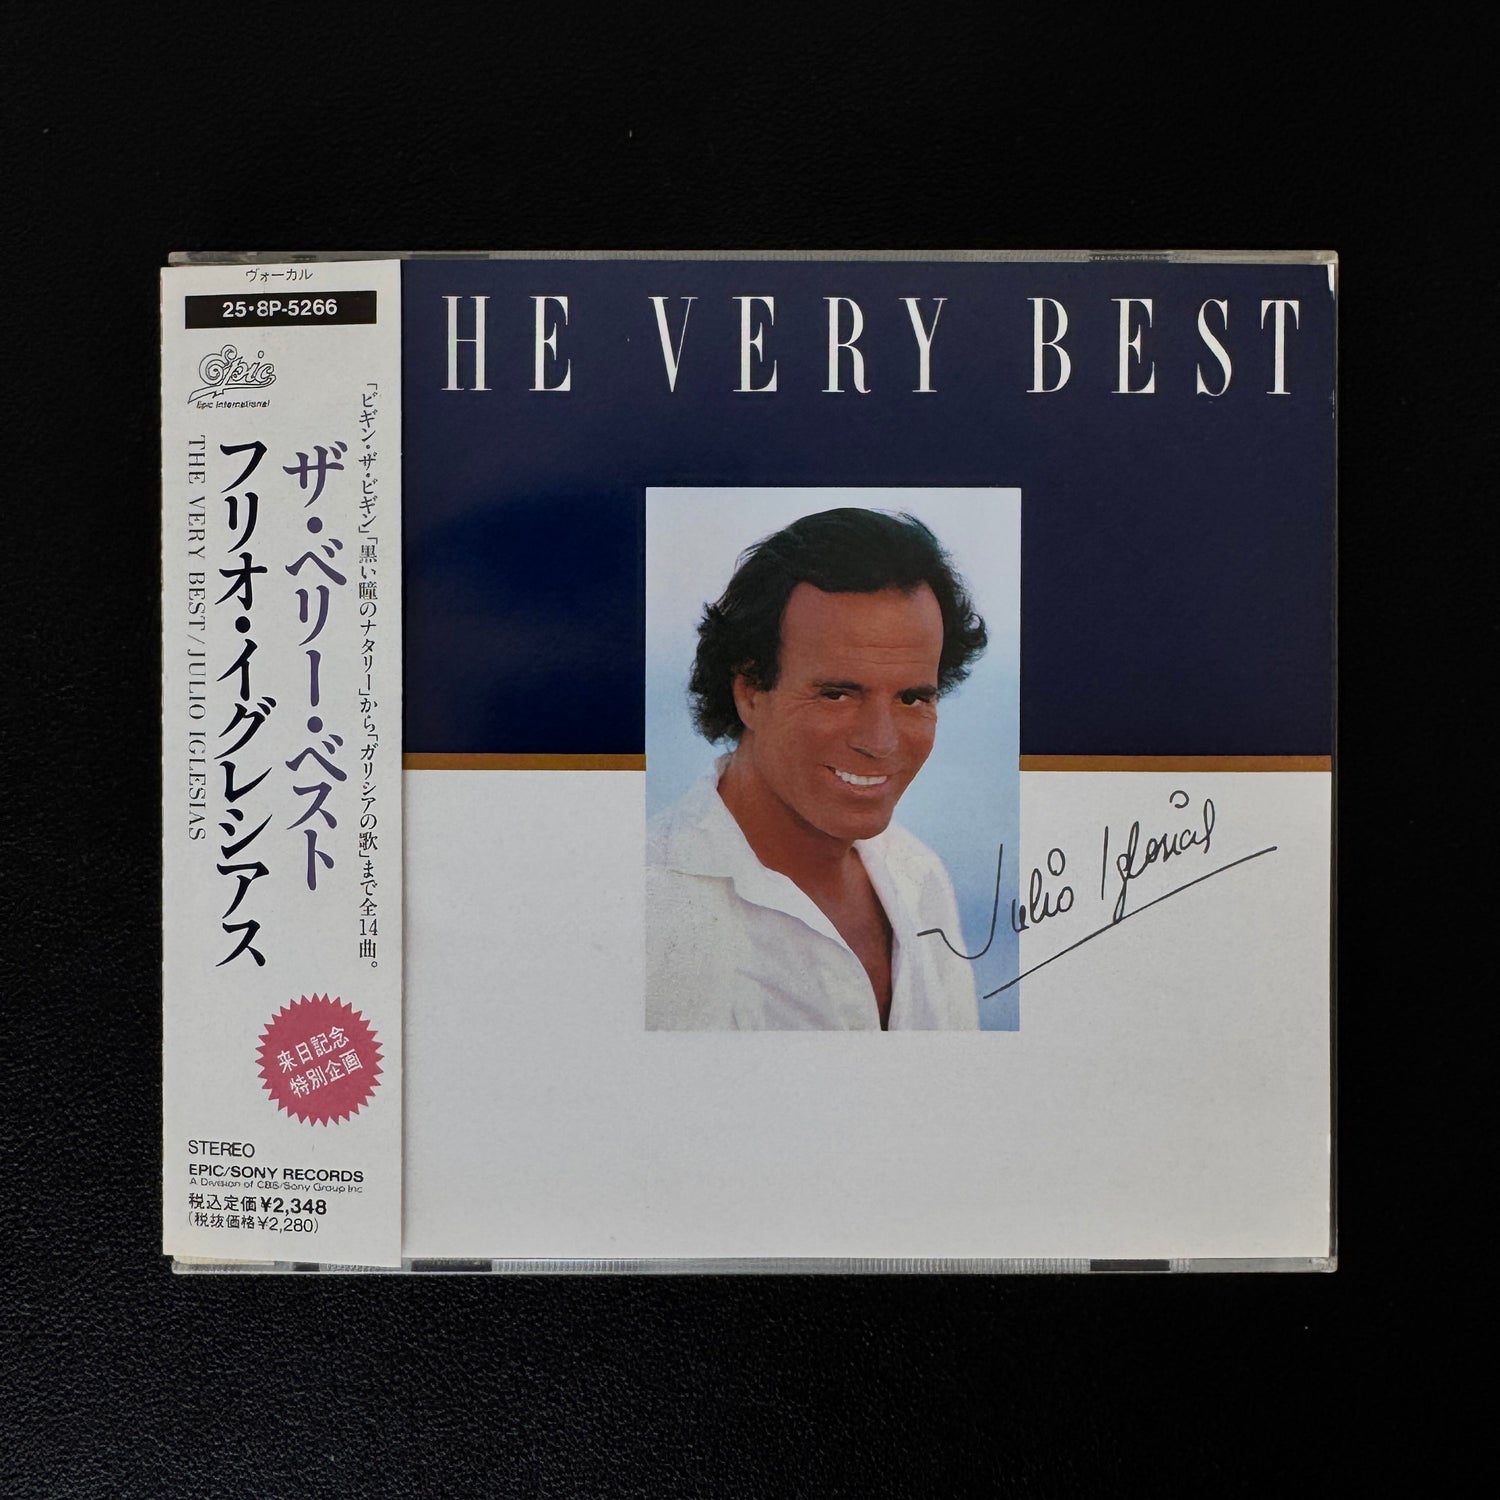 ヴォーカル
25・8P-5266
Epic
Epic International
「ビギン・ザ・ビギン」「黒い瞳のナタリー」から「ガリシアの歌」まで全14曲。
ザ・ベリー・ベスト
フリオ・イグレシアス
THE VERY BEST/JULIO IGLESIAS
来日記念
特別企画
STEREO
EPIC/SONY RECORDS
A Division of CBS/Sony Group Inc
税込定価¥2,348
(税抜価格¥2,280)
HE VERY BEST
Julio Iglesias